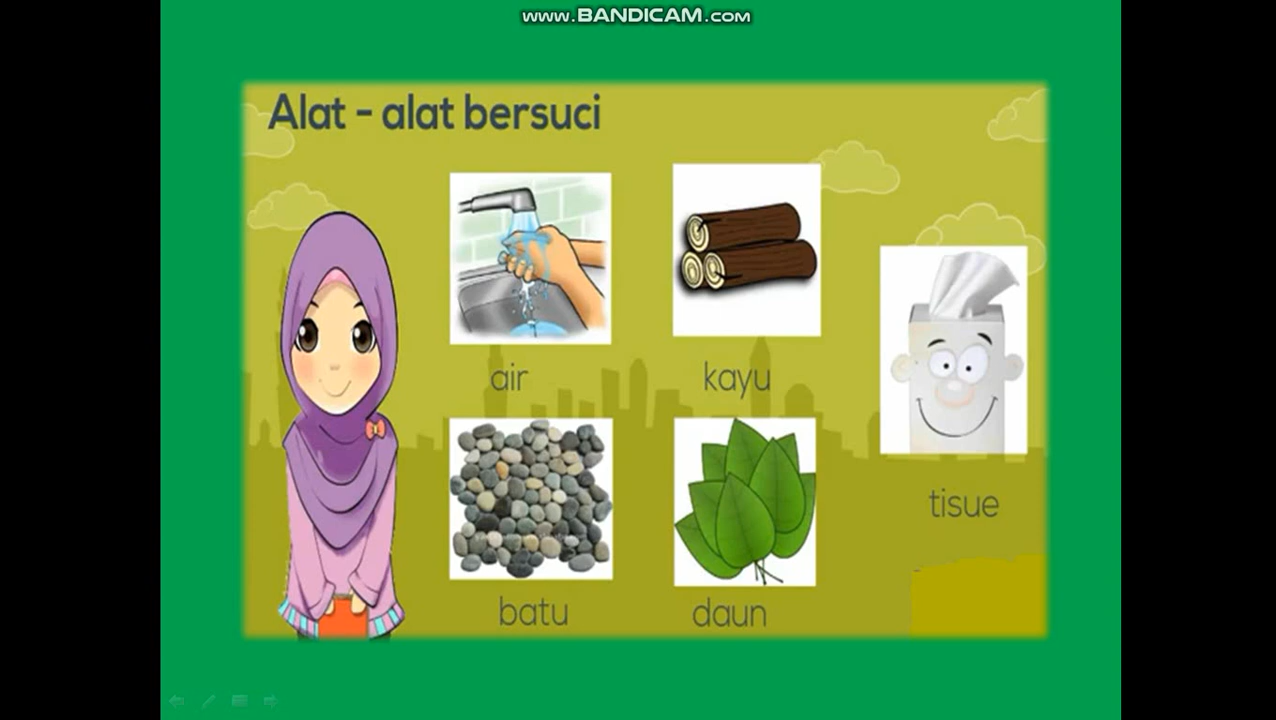 www.BANDICAM.com
Alat - alat bersuci
air
kayu
tisue
batu
daun